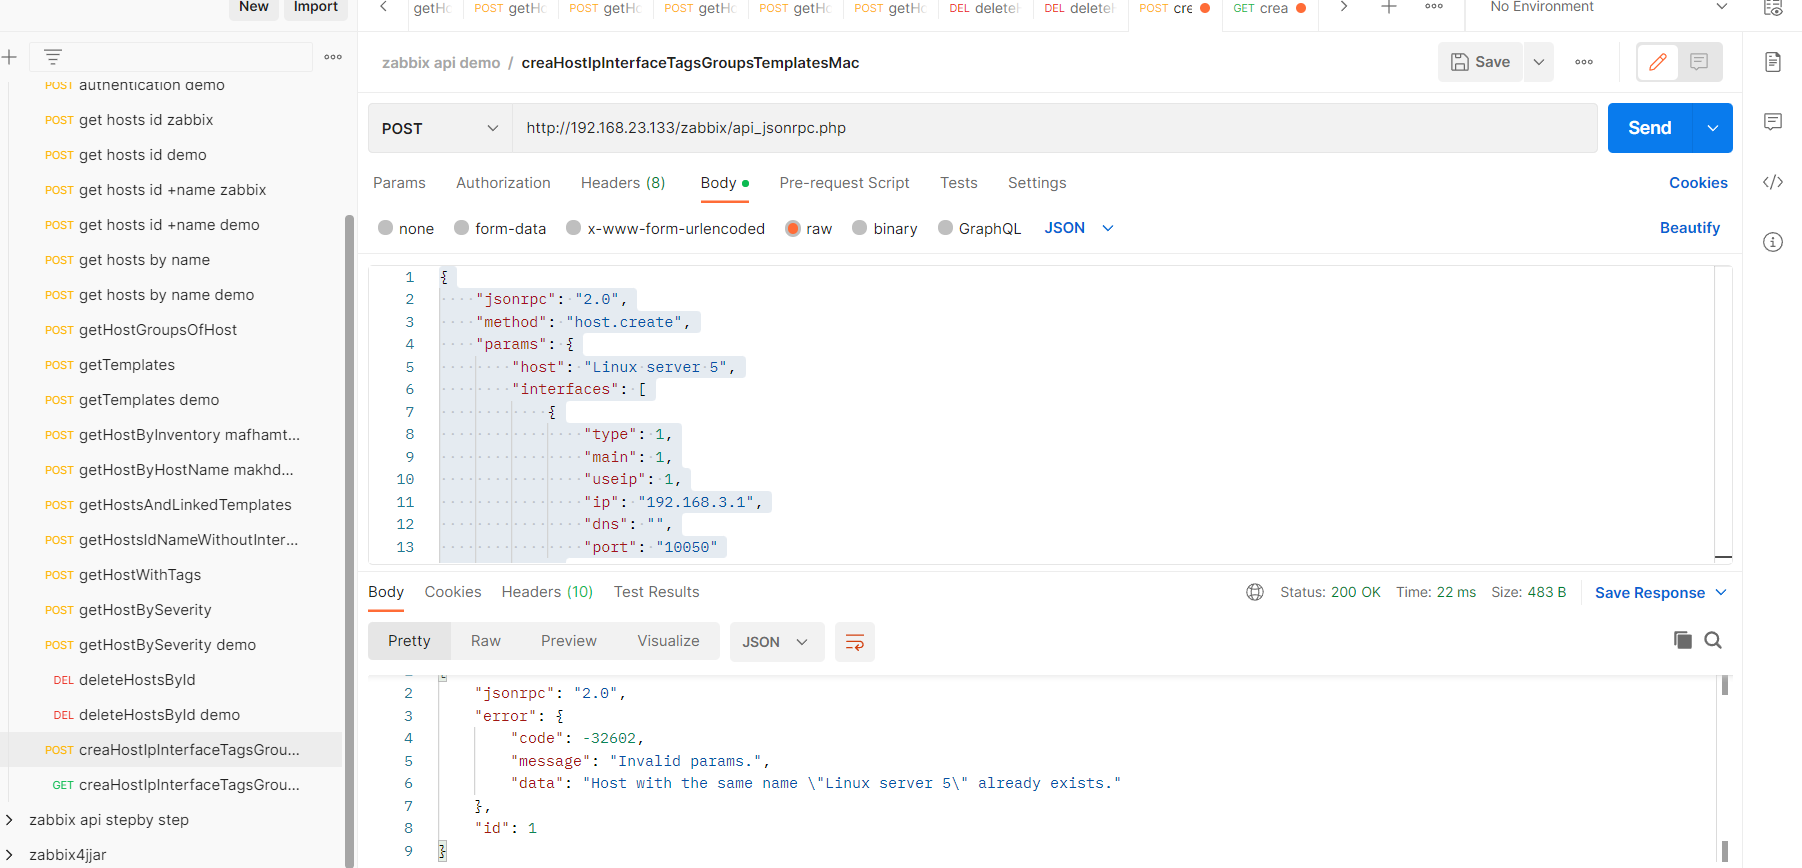 New Import
getHo POST getHo POST getHo POST getHo POST getHo POST getHo DEL delete DEL delete POST cre GET crea No Environment
zabbix api demo / creaHostIpInterfaceTagsGroupsTemplatesMac Save
POST http://192.168.23.133/zabbix/api_jsonrpc.php Send
Params Authorization Headers (8) Body Pre-request Script Tests Settings Cookies
none form-data x-www-form-urlencoded raw binary GraphQL JSON Beautify
POST authentication demo
POST get hosts id zabbix
POST get hosts id demo
POST get hosts id +name zabbix
POST get hosts id +name demo
POST get hosts by name
POST get hosts by name demo
POST getHostGroupsOfHost
POST getTemplates
POST getTemplates demo
POST getHostByInventory mafhamt...
POST getHostByHostName makhd...
POST getHostsAndLinkedTemplates
POST getHostsIdNameWithoutInter...
POST getHostWithTags
POST getHostBySeverity
POST getHostBySeverity demo
DEL deleteHostsById
DEL deleteHostsById demo
POST creaHostIpInterfaceTagsGrou...
GET creaHostIpInterfaceTagsGrou...
zabbix api stepby step
zabbix4jjar
1 {
2 "jsonrpc": "2.0",
3 "method": "host.create",
4 "params": {
5 "host": "Linux server 5",
6 "interfaces": [
7 {
8 "type": 1,
9 "main": 1,
10 "useip": 1,
11 "ip": "192.168.3.1",
12 "dns": "",
13 "port": "10050"
Body Cookies Headers (10) Test Results Status: 200 OK Time: 22 ms Size: 483 B Save Response
Pretty Raw Preview Visualize JSON
2 "jsonrpc": "2.0",
3 "error": {
4 "code": -32602,
5 "message": "Invalid params.",
6 "data": "Host with the same name \"Linux server 5\" already exists."
7 },
8 "id": 1
9 }